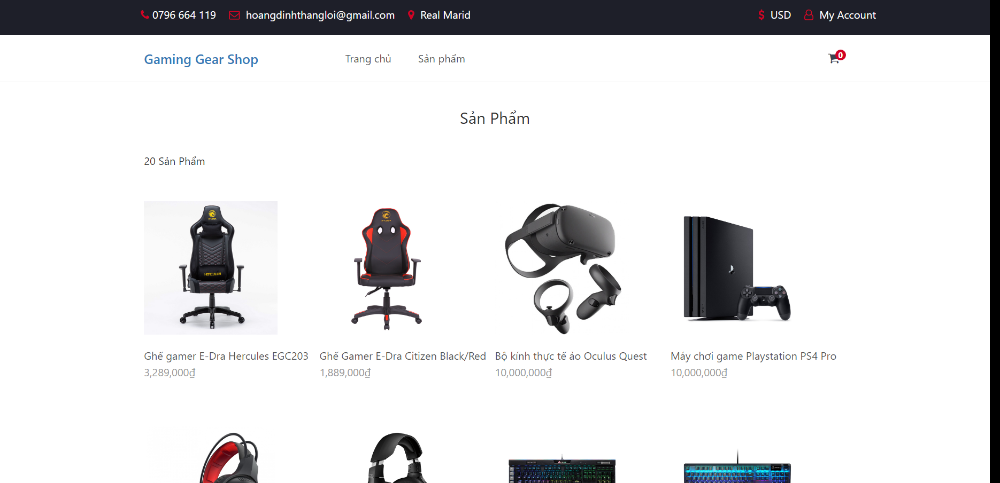 0796 664 119 hoangdinhthangloi@gmail.com Real Marid USD My Account
Gaming Gear Shop Trang chủ Sản phẩm 0
Sản Phẩm
20 Sản Phẩm
E-DRA
HERCULES
Ghế gamer E-Dra Hercules EGC203
3,289,000₫
Ghế Gamer E-Dra Citizen Black/Red
1,889,000₫
Bộ kính thực tế ảo Oculus Quest
10,000,000₫
Máy chơi game Playstation PS4 Pro
10,000,000₫